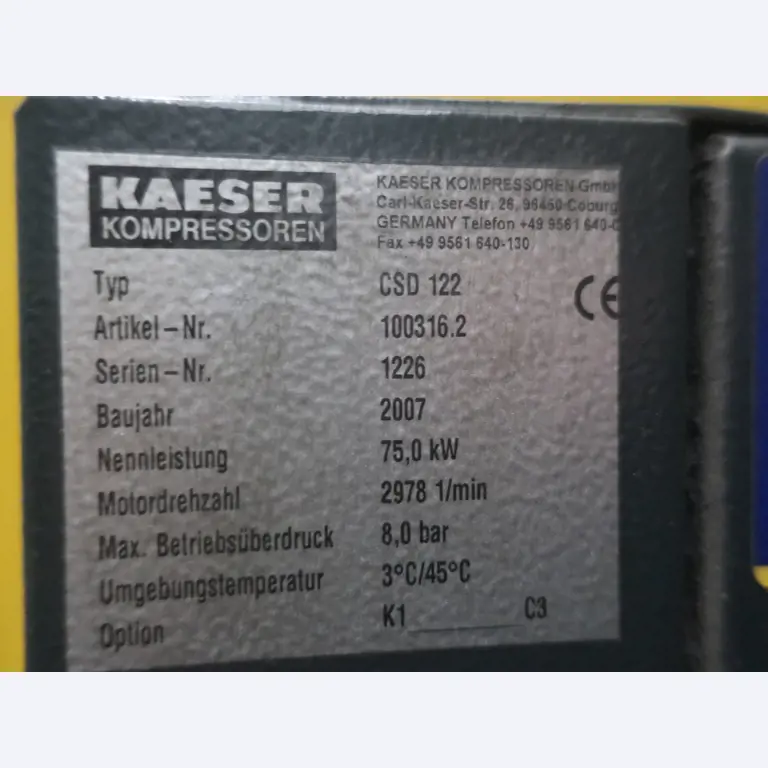 KAESER
KOMPRESSOREN
KAESER KOMPRESSOREN GmbH
Carl-Kaeser-Str. 26, 96450 Coburg
GERMANY Telefon +49 9561 640-0
Fax +49 9561 640-130
Typ CSD 122
CE
Artikel-Nr. 100316.2
Serien-Nr. 1226
Baujahr 2007
Nennleistung 75,0 kW
Motordrehzahl 2978 1/min
Max. Betriebsüberdruck 8,0 bar
Umgebungstemperatur 3°C/45°C
Option K1________C3